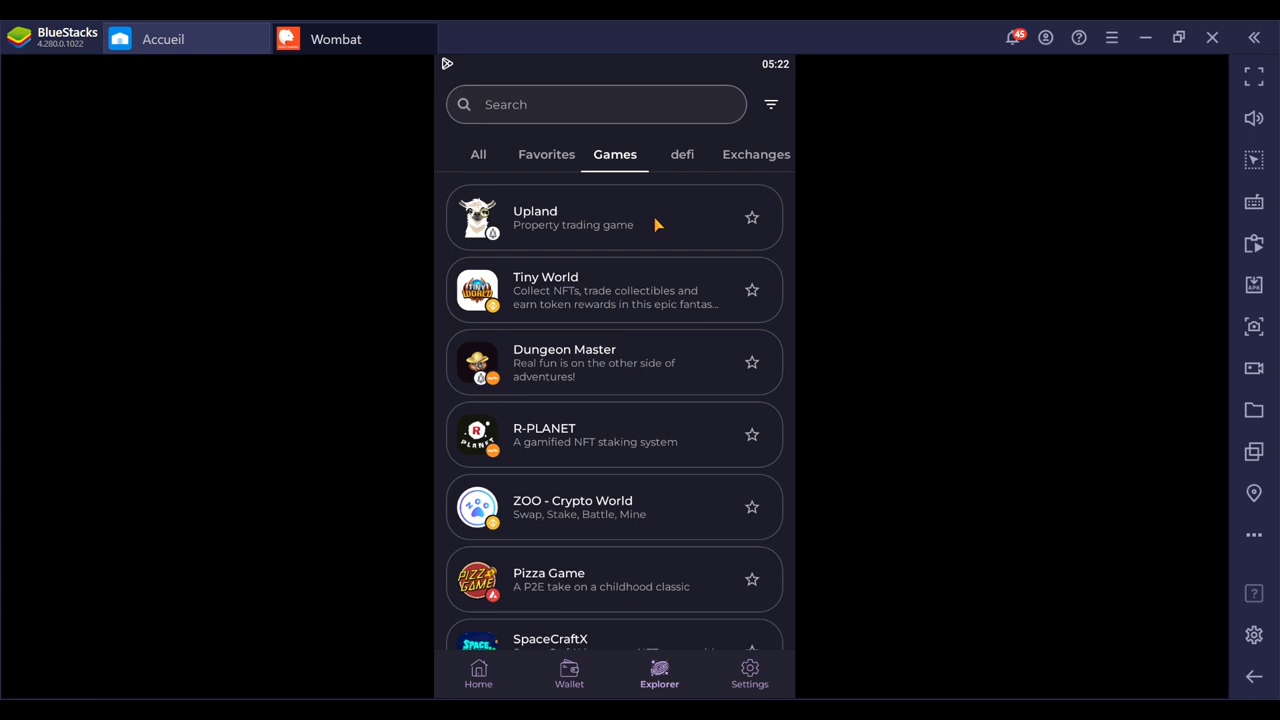 BlueStacks
4.280.0.1022
Accueil
Wombat
45
05:22
Search
All
Favorites
Games
defi
Exchanges
Upland
Property trading game
Tiny World
Collect NFTs, trade collectibles and
earn token rewards in this epic fantas...
Dungeon Master
Real fun is on the other side of
adventures!
R-PLANET
A gamified NFT staking system
ZOO - Crypto World
Swap, Stake, Battle, Mine
Pizza Game
A P2E take on a childhood classic
SpaceCraftX
Home
Wallet
Explorer
Settings